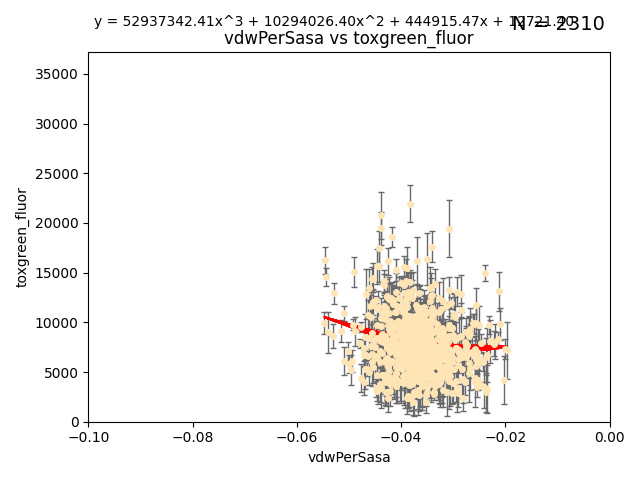 y = 52937342.41x^3 + 10294026.40x^2 + 444915.47x +
N = 2310
vdwPerSasa vs toxgreen_fluor
35000
30000
25000
20000
15000
10000
5000
0
toxgreen_fluor
−0.10 −0.08 −0.06 −0.04 −0.02 0.00
vdwPerSasa